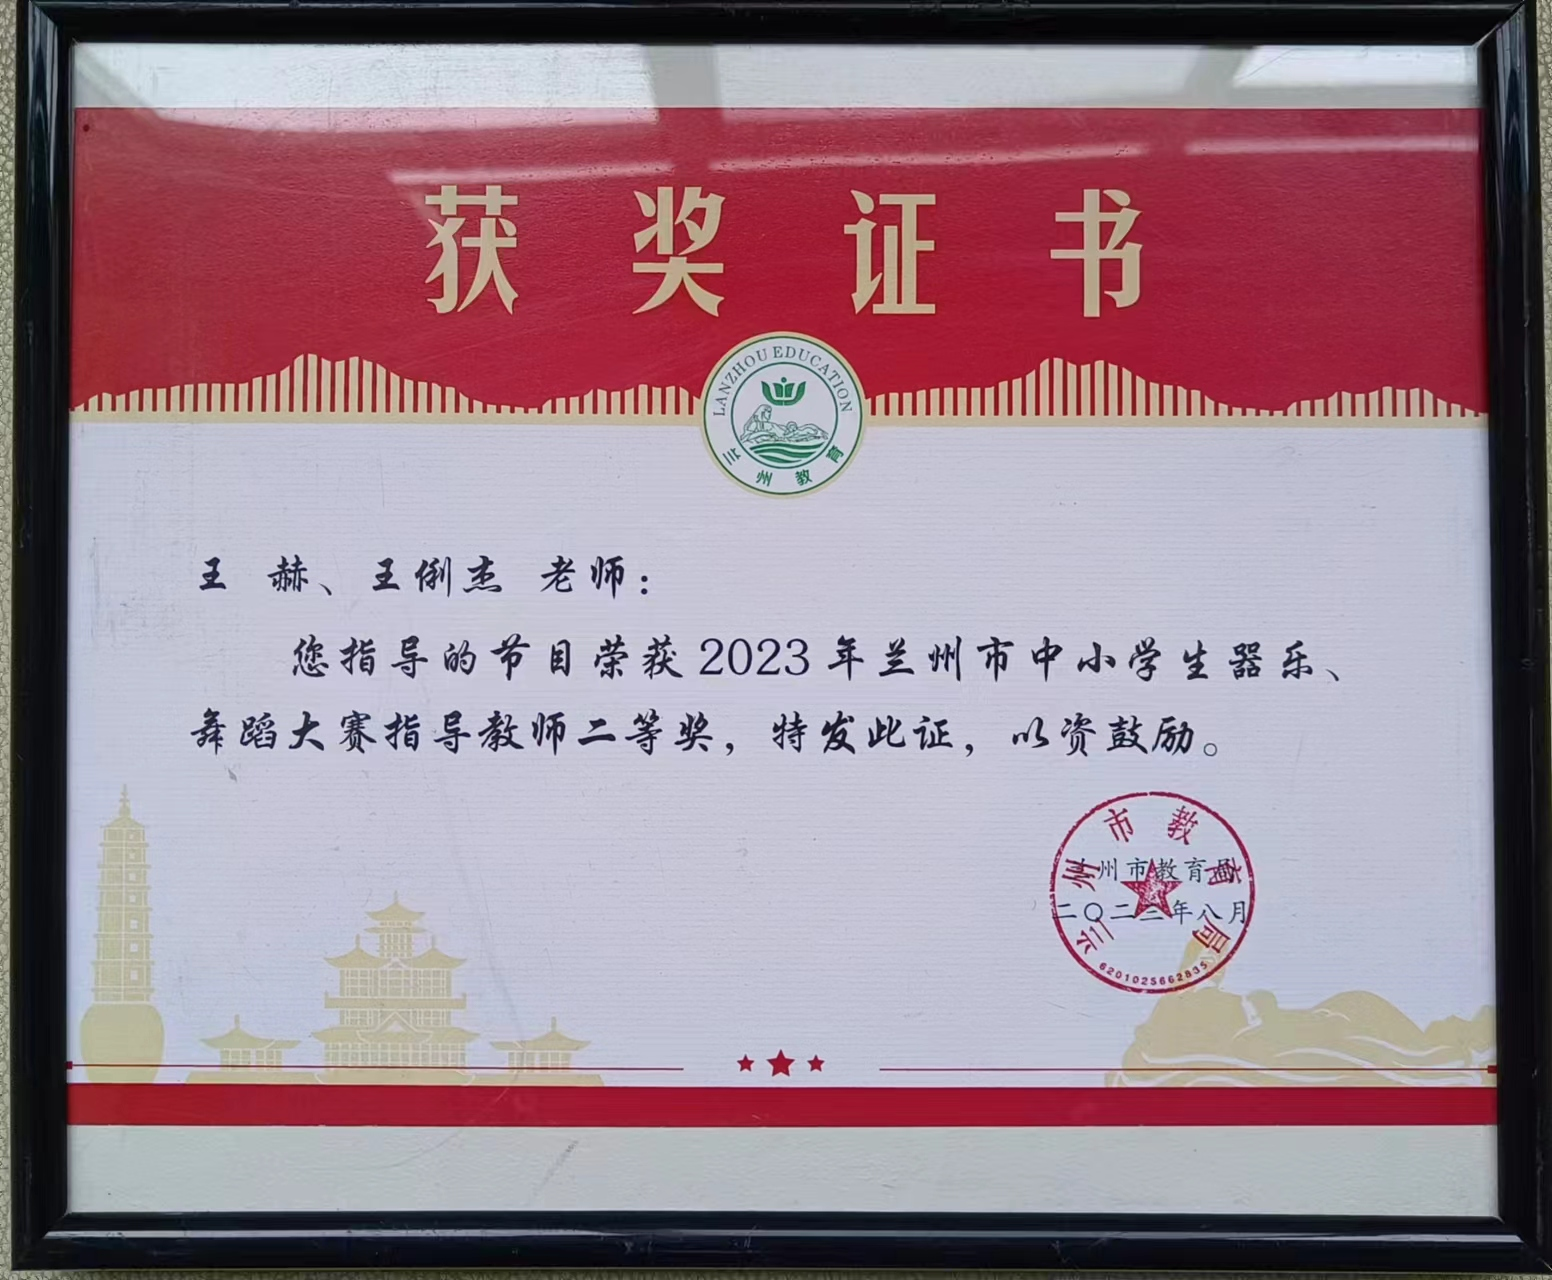 获奖证书
LANZHOU EDUCATION
兰州教育
王 赫、王俐杰 老师：
您指导的节目荣获2023年兰州市中小学生器乐、
舞蹈大赛指导教师二等奖，特发此证，以资鼓励。
兰州市教育局
兰州市教育局
二〇二三年八月
6201025662835